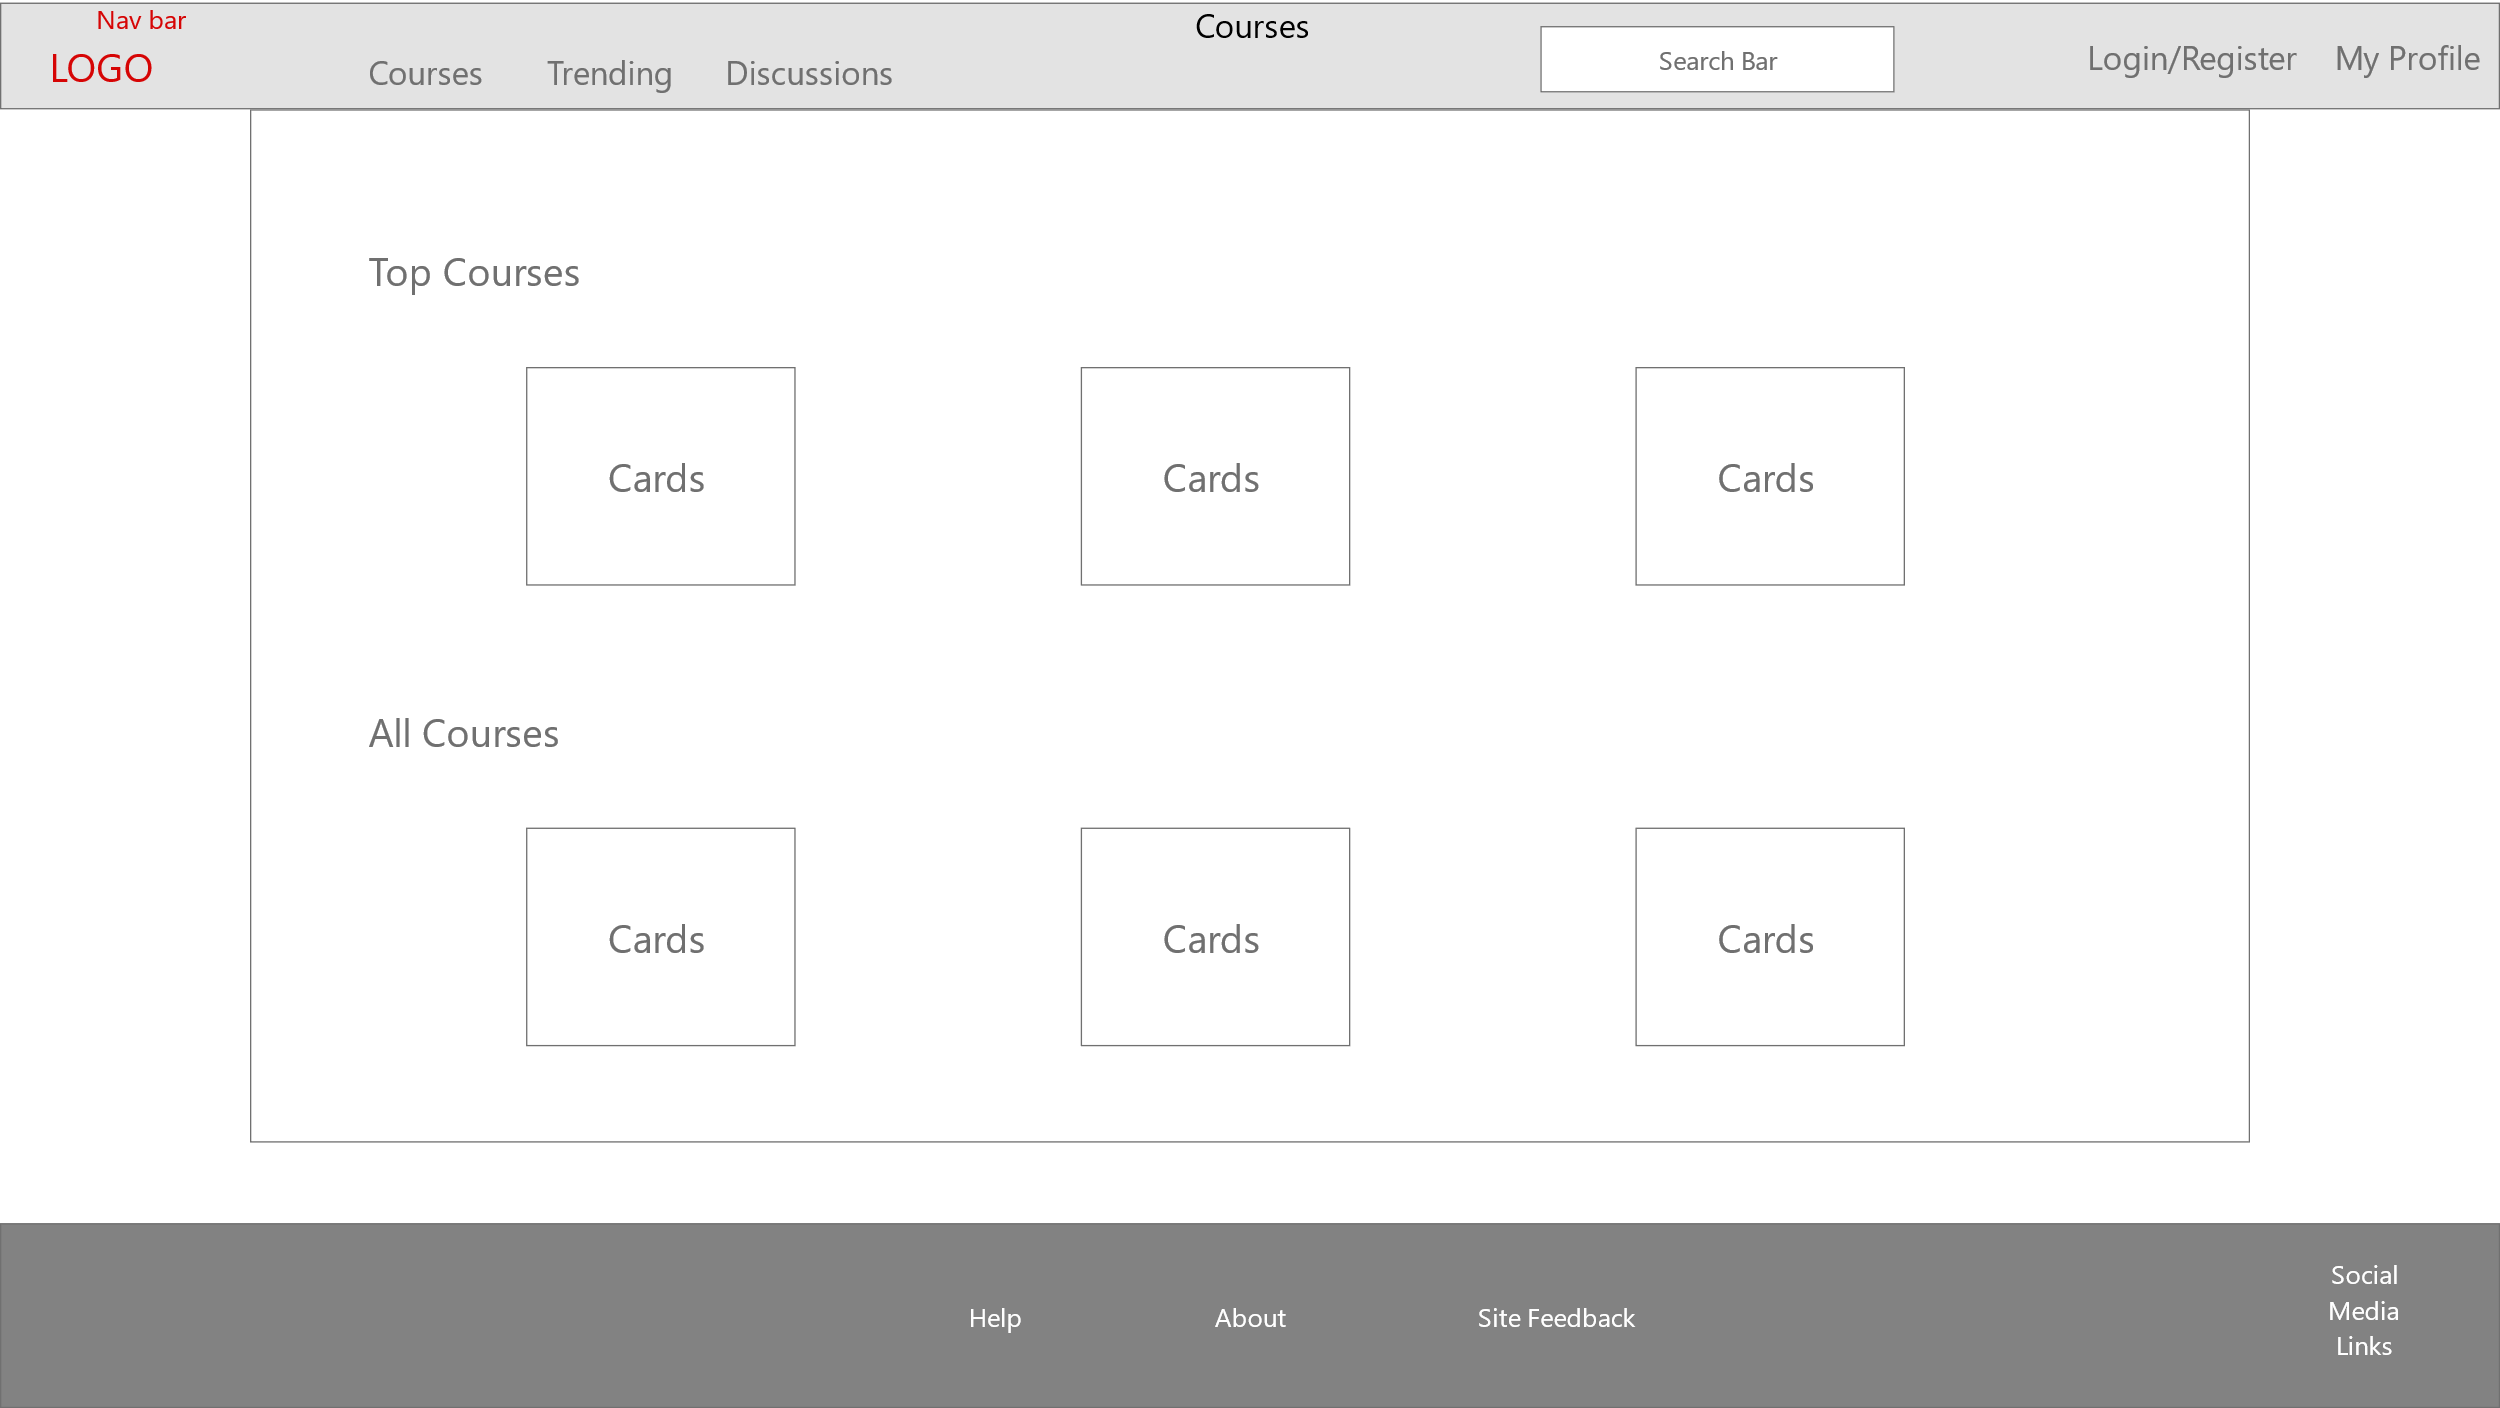 Nav bar
LOGO
Courses
Trending
Discussions
Courses
Search Bar
Login/Register
My Profile
Top Courses
Cards
Cards
Cards
All Courses
Cards
Cards
Cards
Help
About
Site Feedback
Social
Media
Links